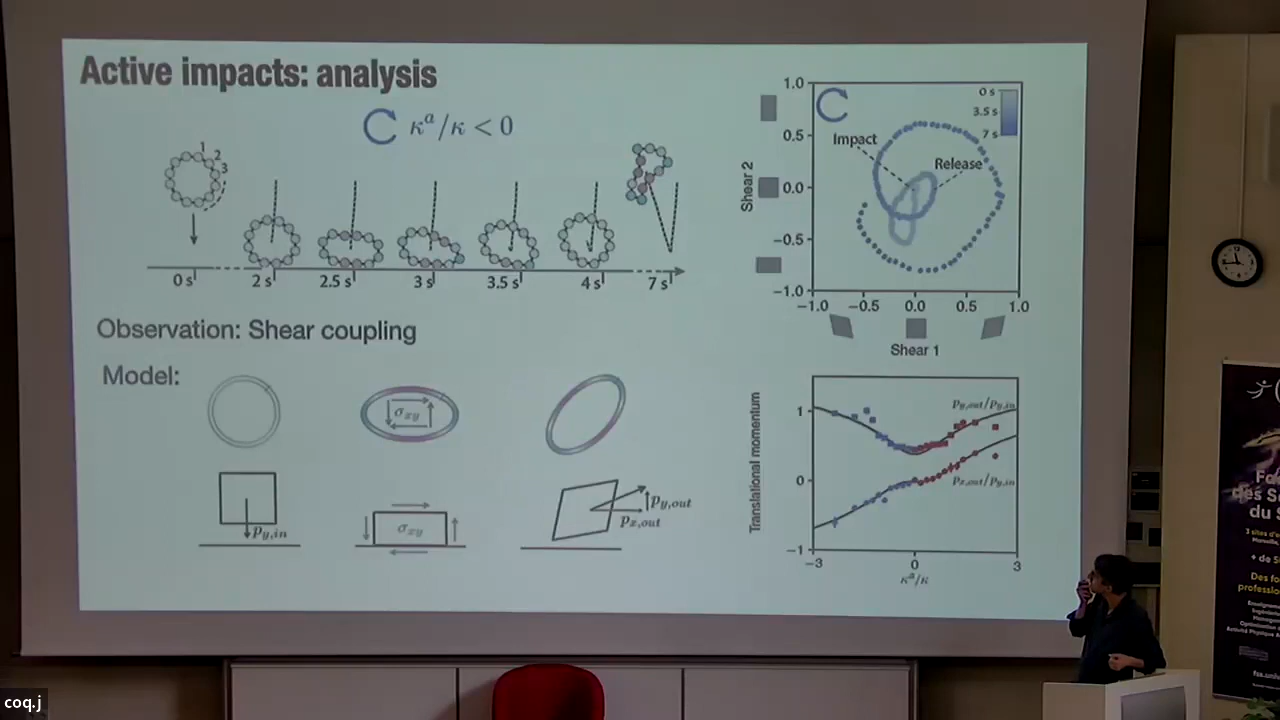 Active impacts: analysis
κᵃ/κ < 0
1
2
3
0 s
2 s
2.5 s
3 s
3.5 s
4 s
7 s
Observation: Shear coupling
Model:
σxy
py,in
σxy
py,out
px,out
Shear 2
1.0
0.5
0.0
−0.5
−1.0
0 s
3.5 s
7 s
Impact
Release
−1.0 −0.5 0.0 0.5 1.0
Shear 1
Translational momentum
1
0
−1
py,out/py,in
px,out/py,in
−3 0 3
κᵃ/κ
du S
+ de
Des fo
coq.j